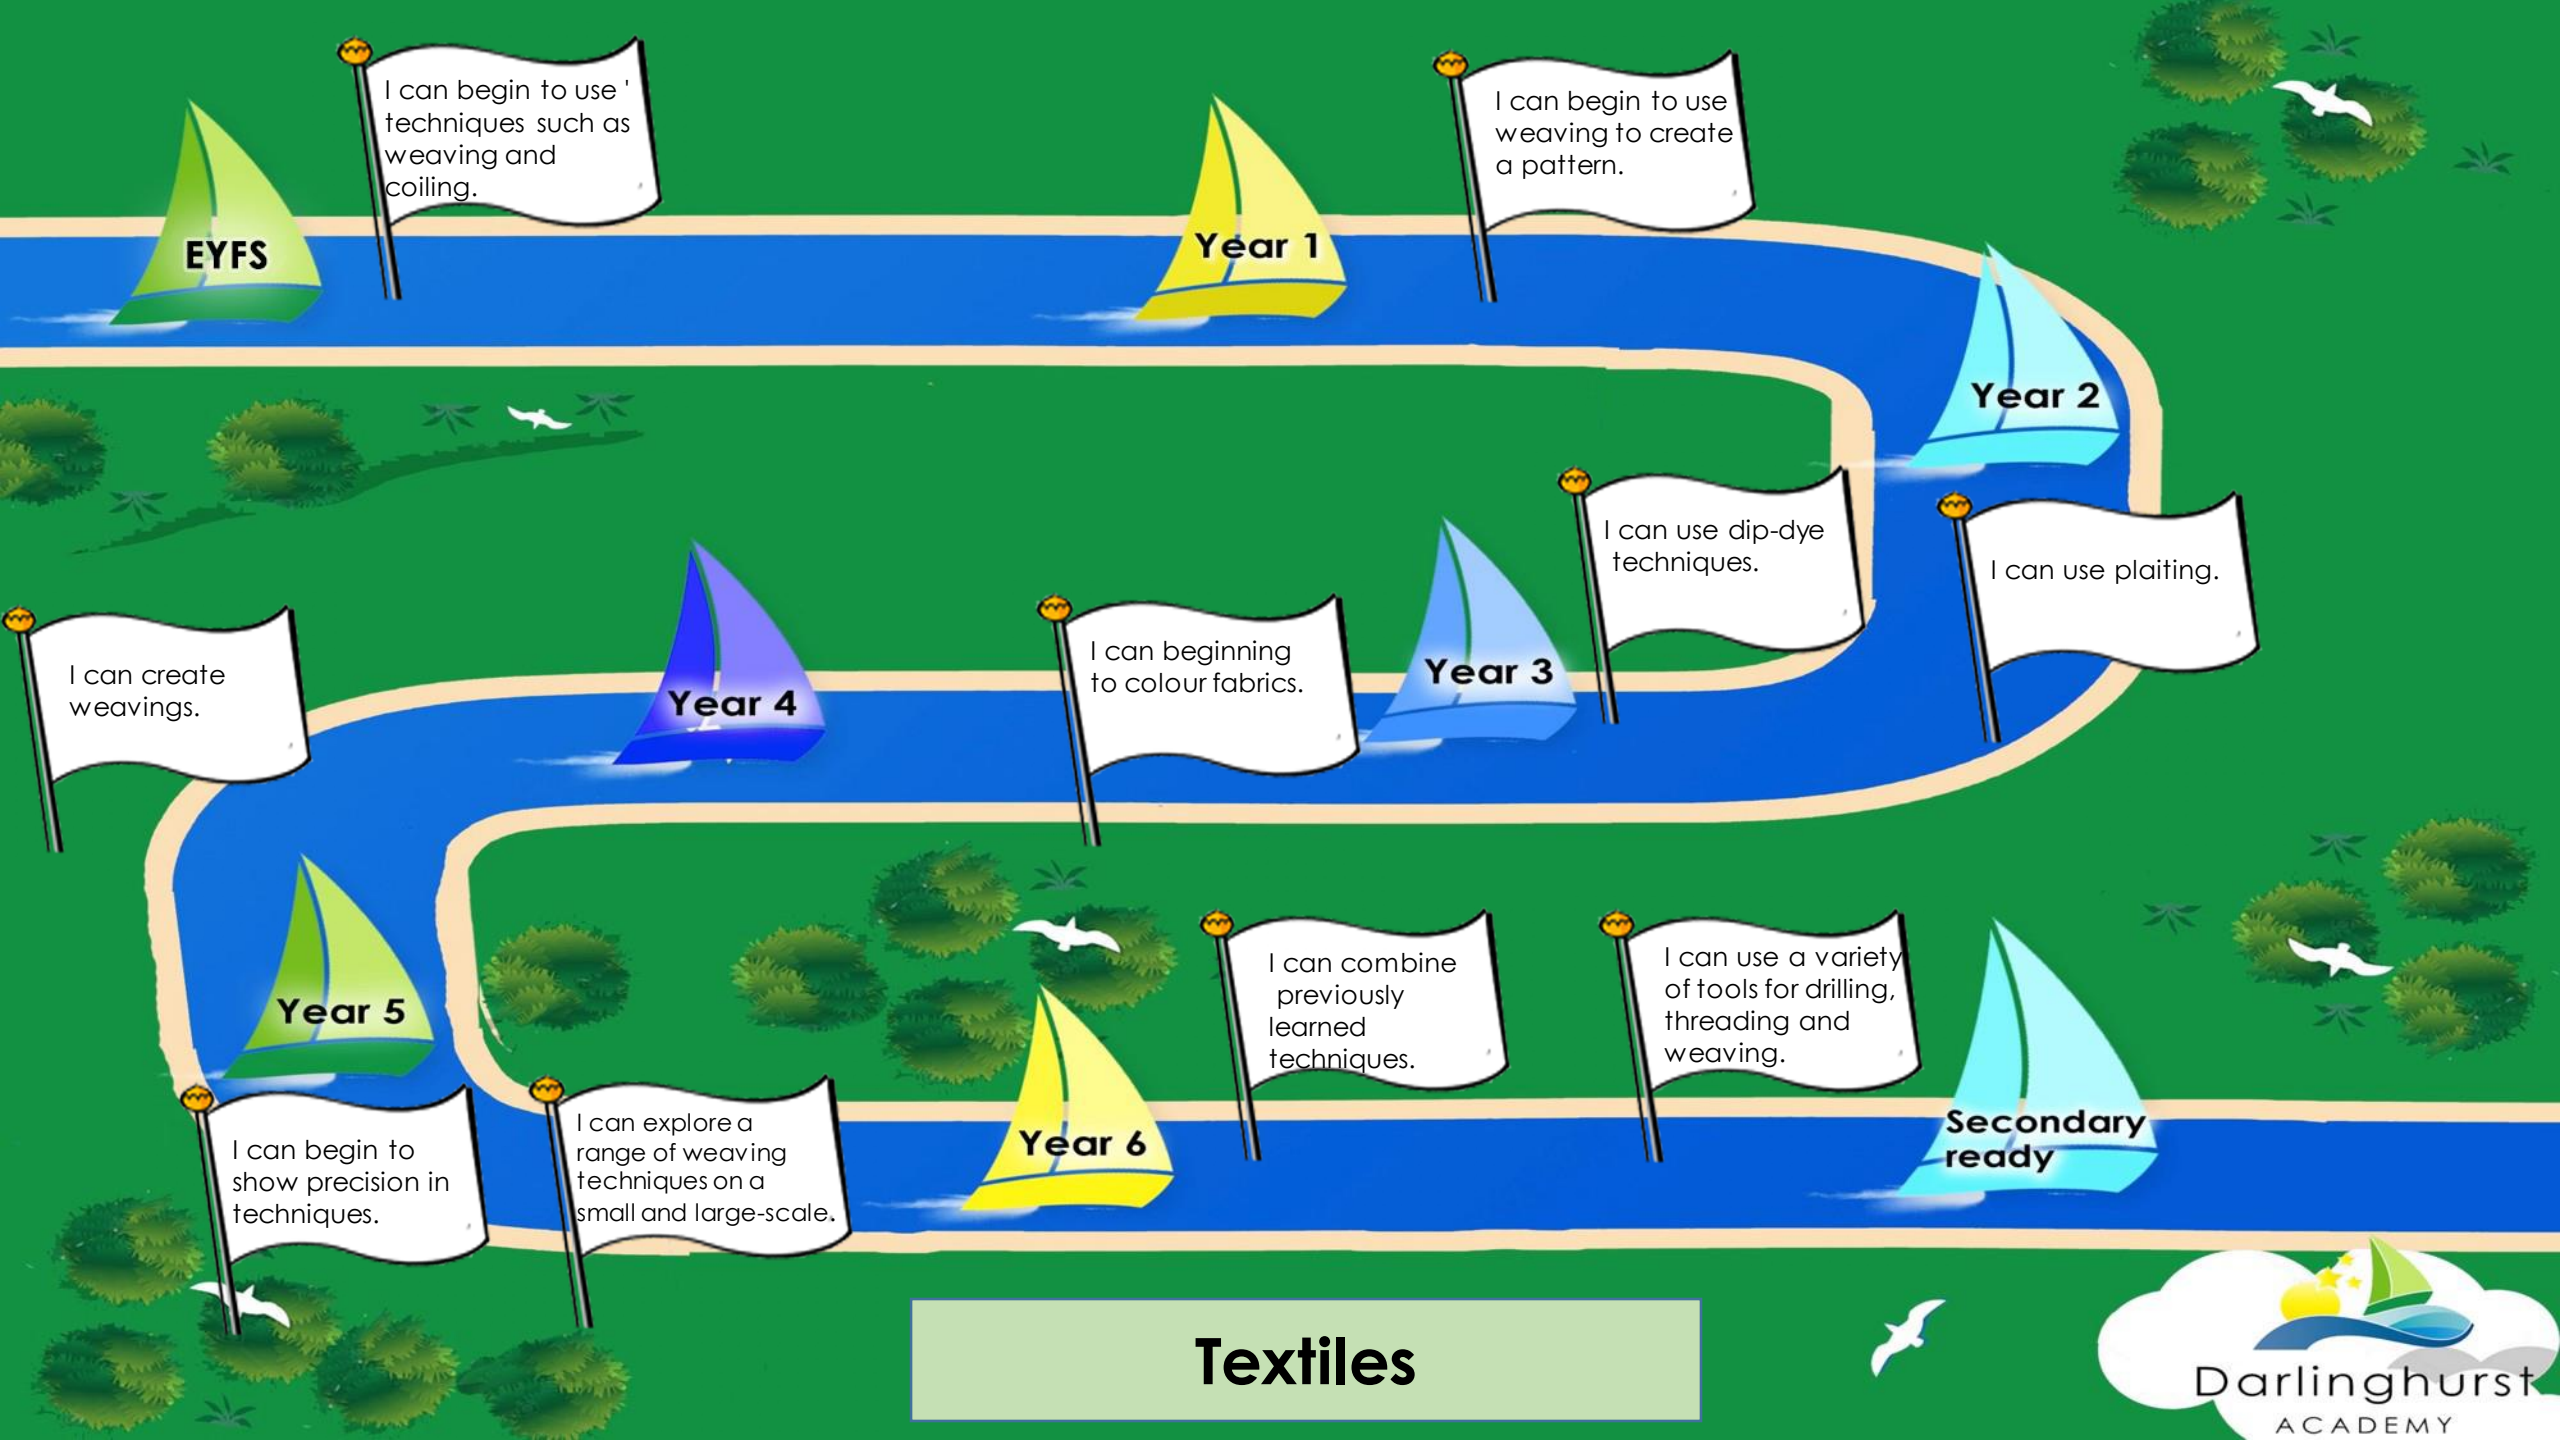 EYFS
I can begin to use '
techniques such as
weaving and
coiling.
Year 1
I can begin to use
weaving to create
a pattern.
Year 2
I can use plaiting.
I can use dip-dye
techniques.
Year 3
I can beginning
to colour fabrics.
Year 4
I can create
weavings.
Year 5
I can begin to
show precision in
techniques.
I can explore a
range of weaving
techniques on a
small and large-scale.
Year 6
I can combine
previously
learned
techniques.
I can use a variety
of tools for drilling,
threading and
weaving.
Secondary
ready
Textiles
Darlinghurst
ACADEMY